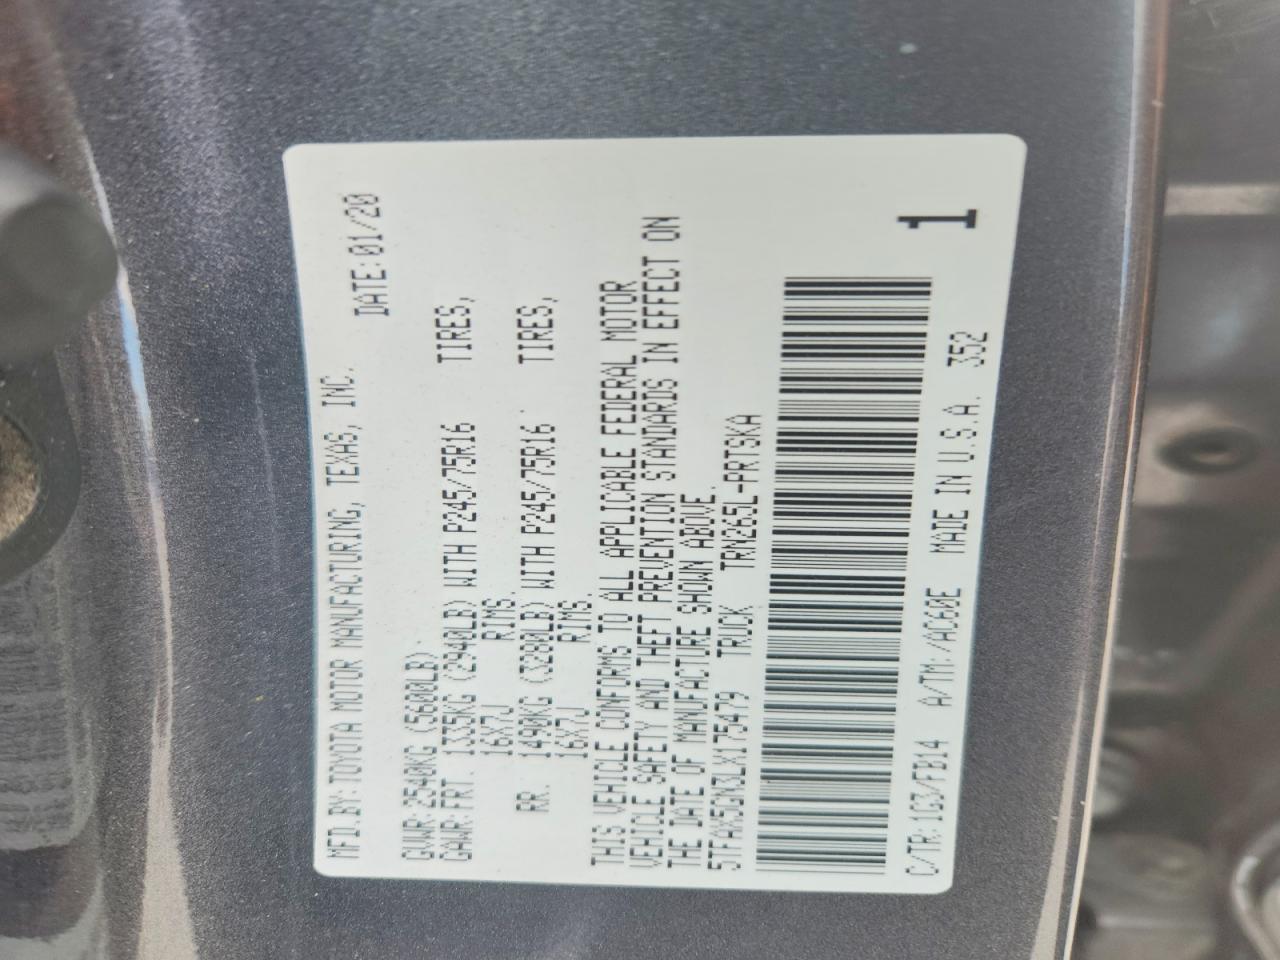 MFD.BY:TOYOTA MOTOR MANUFACTURING, TEXAS, INC.
DATE:01/20
GVWR:2540KG (5600LB)
GAWR:FRT. 1335KG (2940LB) WITH P245/75R16 TIRES,
16X7J RIMS.
RR. 1490KG (3280LB) WITH P245/75R16. TIRES,
16X7J RIMS.
THIS VEHICLE CONFORMS TO ALL APPLICABLE FEDERAL MOTOR
VEHICLE SAFETY AND THEFT PREVENTION STANDARDS IN EFFECT ON
THE DATE OF MANUFACTURE SHOWN ABOVE.
5TFAX5GN3LX175479 TRUCK TRN265L-PRTSKA
1
C/TR:1G3/FB14 A/TM:/AC60E MADE IN U.S.A. 352